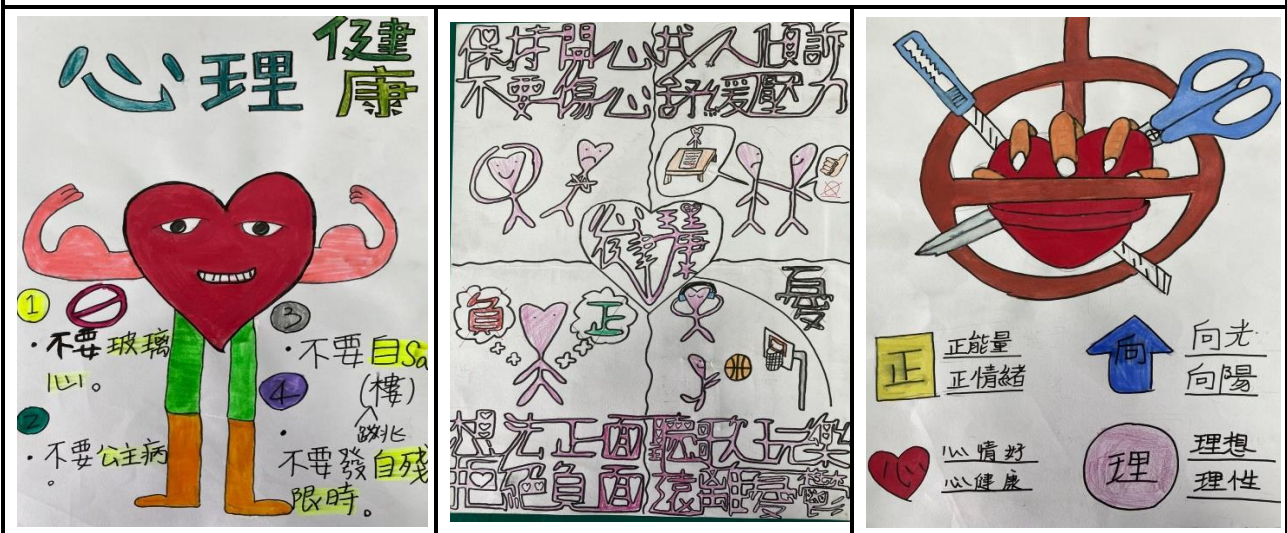 心理
健康
1
・不要玻璃
心。
2
・不要公主病
。
3
・不要自Sa
(樓)
跳北
4
・
不要發自殘
限時。
保持開心找人傾訴
不要傷心紓緩壓力
心理
健康
負
正
憂
想法正面聽歌玩樂
拒絕負面遠離憂鬱
正
正能量
正情緒
向
向光
向陽
心
心情好
心健康
理
理想
理性